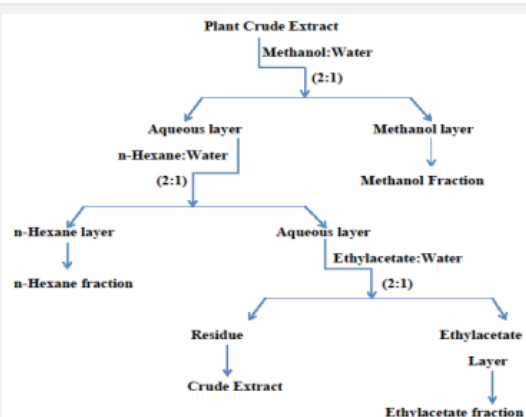 Plant Crude Extract
Methanol:Water
(2:1)
Aqueous layer
Methanol layer
n-Hexane:Water
(2:1)
Methanol Fraction
n-Hexane layer
Aqueous layer
Ethylacetate:Water
n-Hexane fraction
(2:1)
Residue
Ethylacetate
Layer
Crude Extract
Ethylacetate fraction